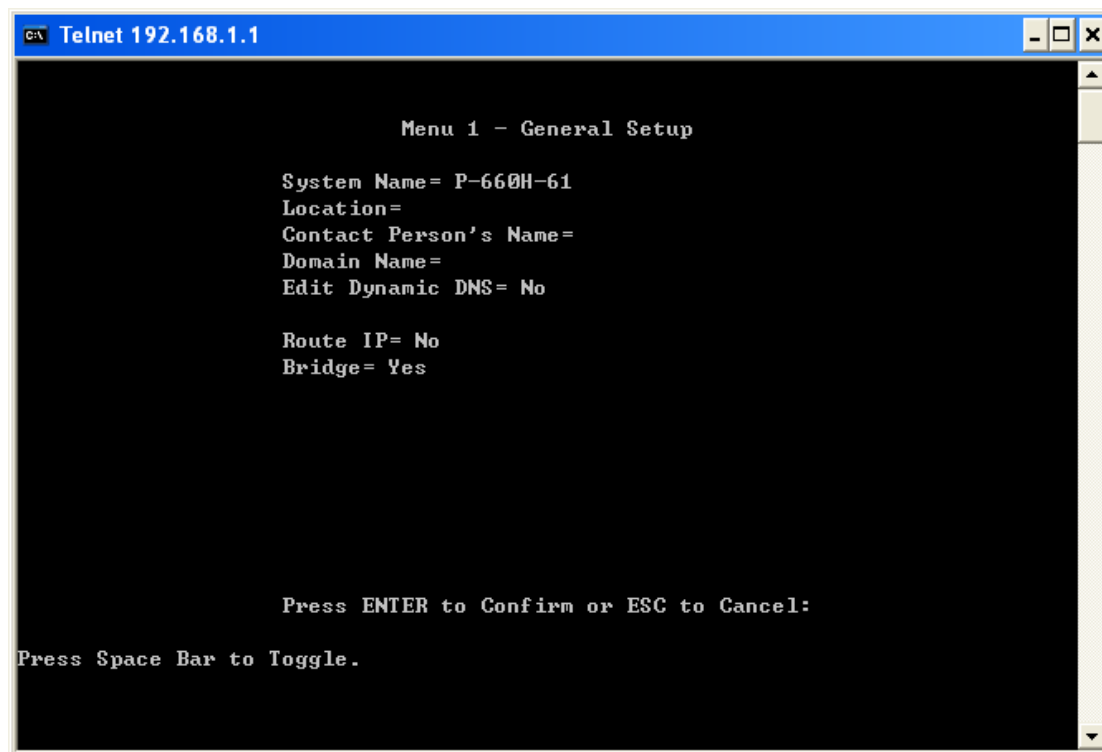 Telnet 192.168.1.1
Menu 1 - General Setup
System Name= P-660H-61
Location=
Contact Person's Name=
Domain Name=
Edit Dynamic DNS= No
Route IP= No
Bridge= Yes
Press ENTER to Confirm or ESC to Cancel:
Press Space Bar to Toggle.